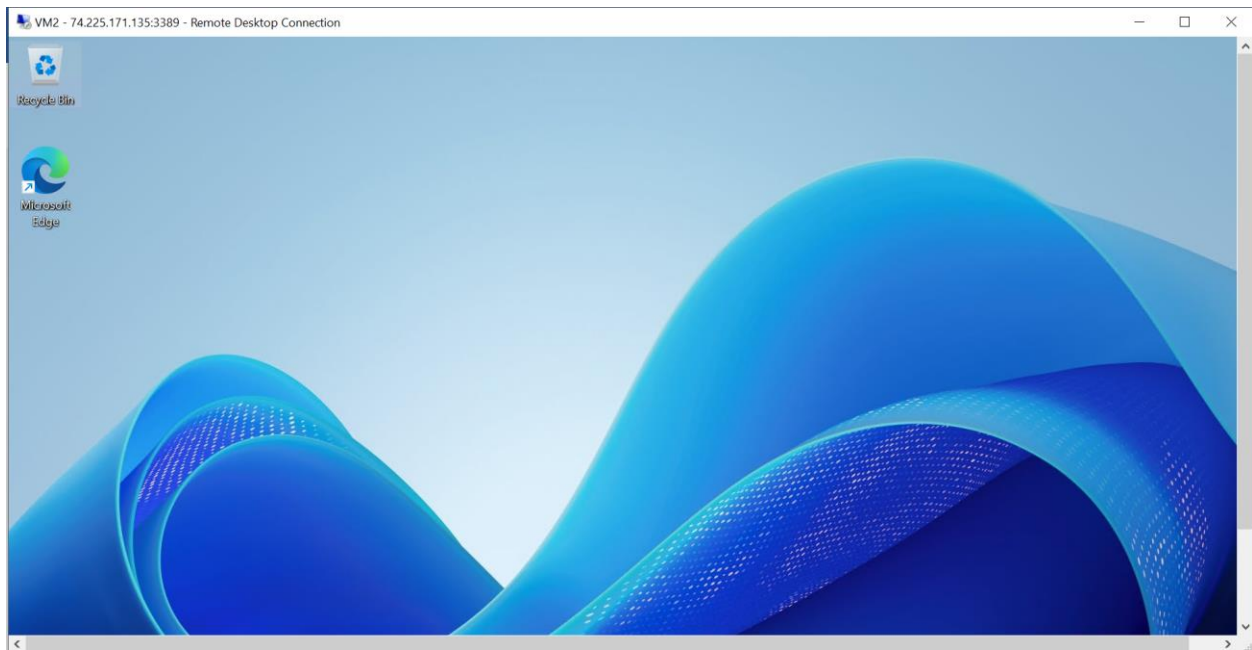 VM2 - 74.225.171.135:3389 - Remote Desktop Connection
Recycle Bin
Microsoft
Edge